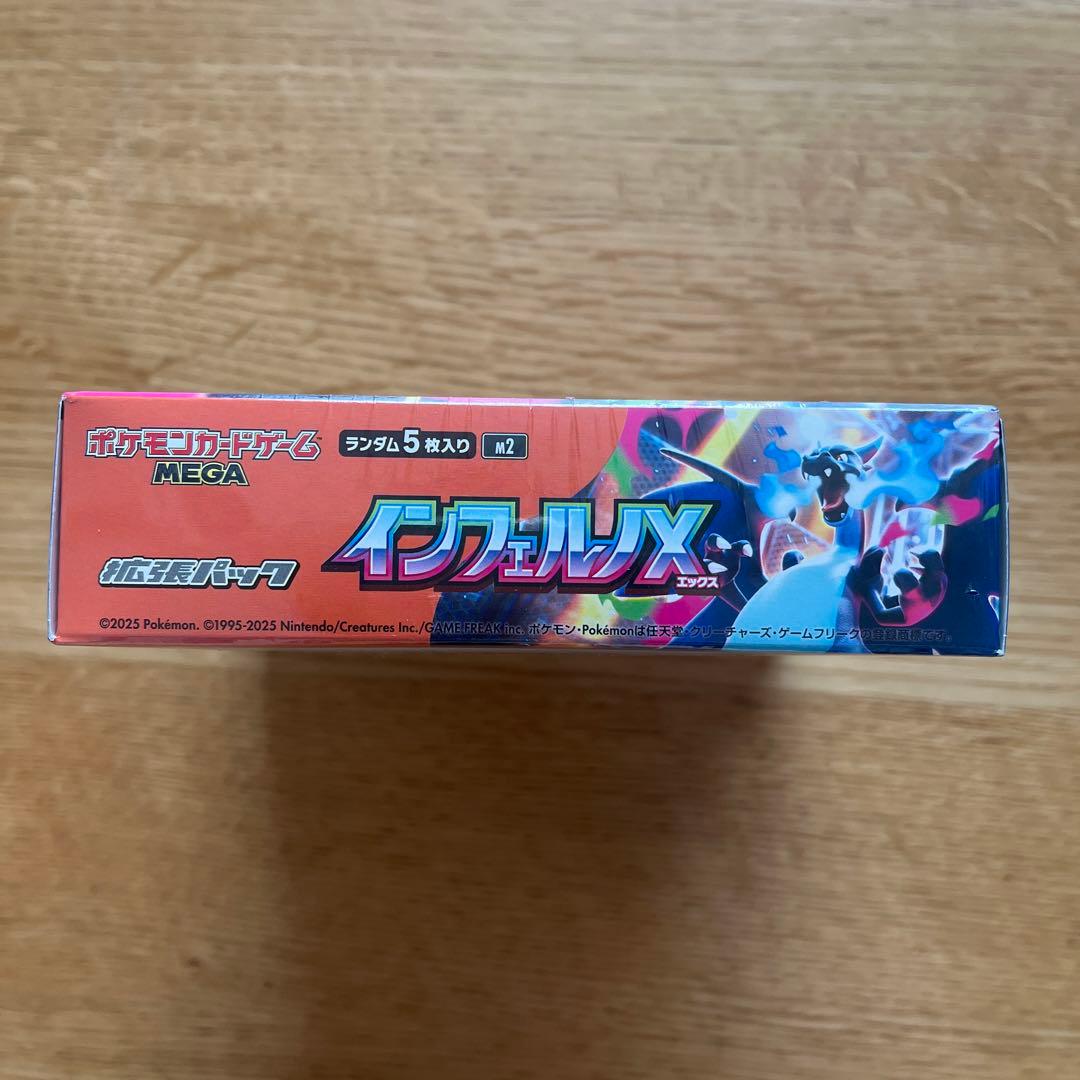 ポケモンカードゲーム™
MEGA
ランダム5枚入り M2
インフェルノX
エックス
拡張パック
©2025 Pokémon. ©1995-2025 Nintendo/Creatures Inc./GAME FREAK inc. ポケモン・Pokémonは任天堂・クリーチャーズ・ゲームフリークの登録商標です。